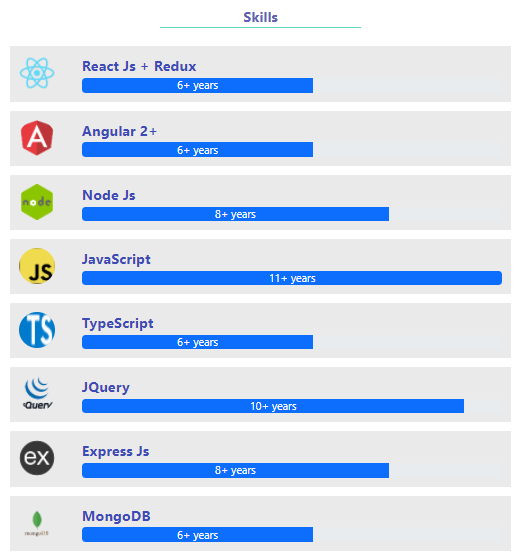 Skills
React Js + Redux
6+ years
A
Angular 2+
6+ years
node
Node Js
8+ years
JS
JavaScript
11+ years
TS
TypeScript
6+ years
jQuery
JQuery
10+ years
ex
Express Js
8+ years
mongoDB
MongoDB
6+ years